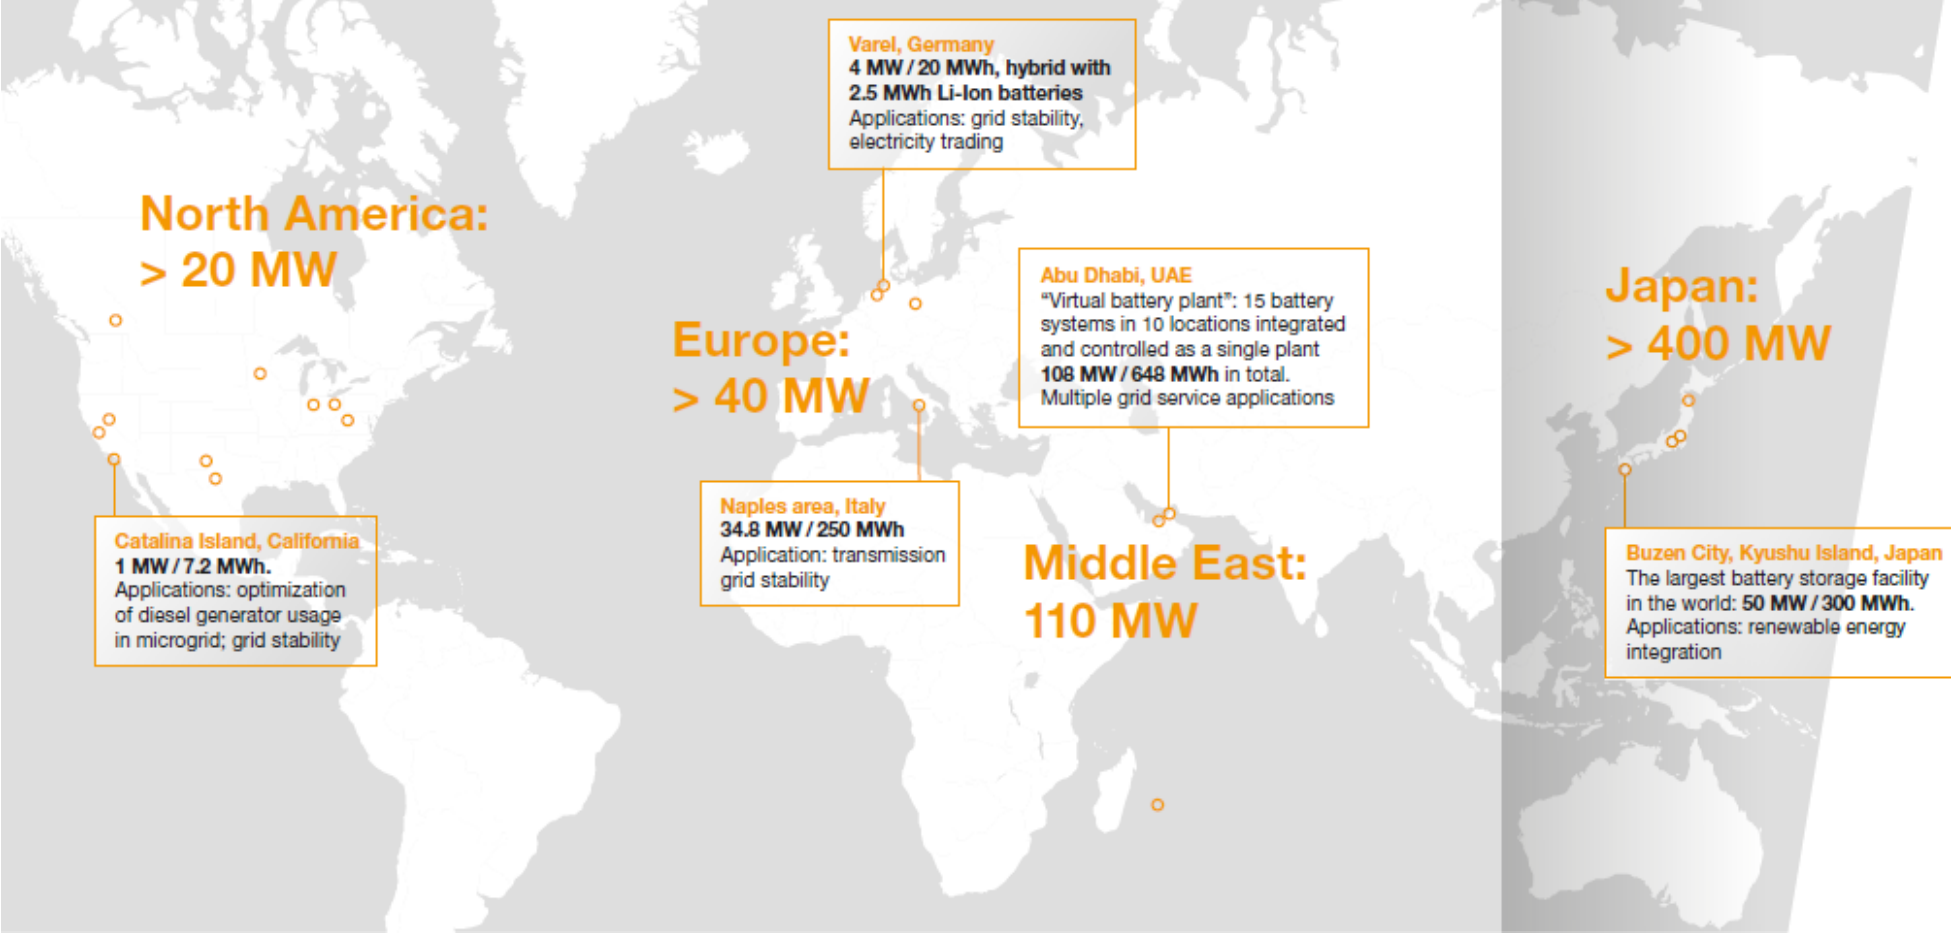 Varel, Germany
4 MW / 20 MWh, hybrid with
2.5 MWh Li-Ion batteries
Applications: grid stability,
electricity trading
North America:
> 20 MW
Abu Dhabi, UAE
“Virtual battery plant”: 15 battery
systems in 10 locations integrated
and controlled as a single plant
108 MW / 648 MWh in total.
Multiple grid service applications
Japan:
> 400 MW
Europe:
> 40 MW
Naples area, Italy
34.8 MW / 250 MWh
Application: transmission
grid stability
Catalina Island, California
1 MW / 7.2 MWh.
Applications: optimization
of diesel generator usage
in microgrid; grid stability
Middle East:
110 MW
Buzen City, Kyushu Island, Japan
The largest battery storage facility
in the world: 50 MW / 300 MWh.
Applications: renewable energy
integration